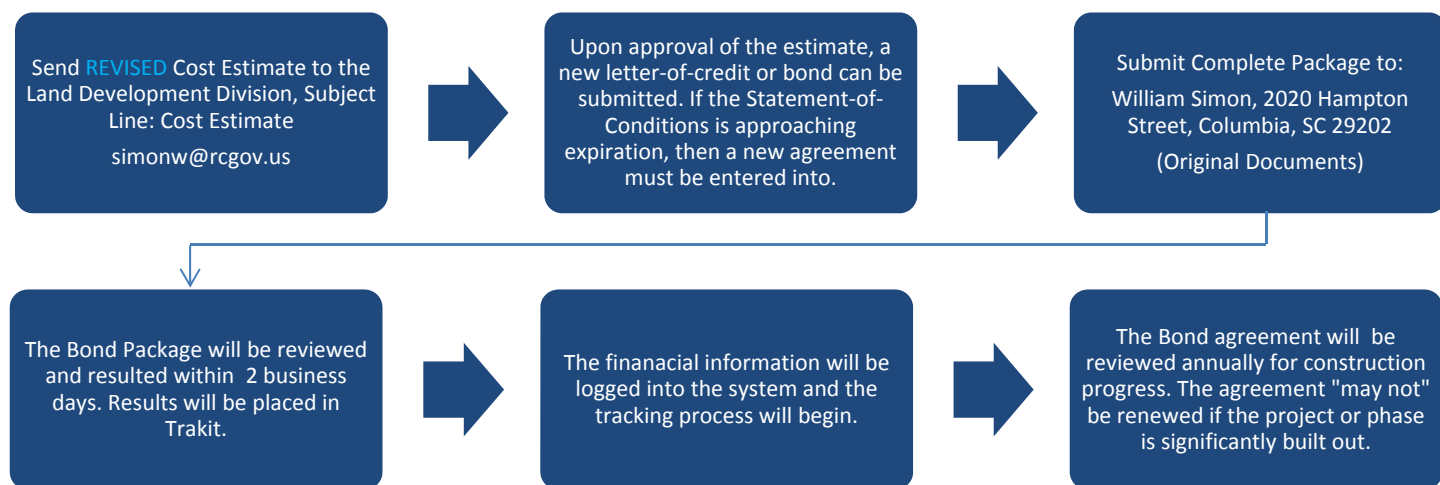 Send REVISED Cost Estimate to the
Land Development Division, Subject
Line: Cost Estimate
simonw@rcgov.us
Upon approval of the estimate, a
new letter-of-credit or bond can be
submitted. If the Statement-of-
Conditions is approaching
expiration, then a new agreement
must be entered into.
Submit Complete Package to:
William Simon, 2020 Hampton
Street, Columbia, SC 29202
(Original Documents)
The Bond Package will be reviewed
and resulted within  2 business
days. Results will be placed in
Trakit.
The finanacial information will be
logged into the system and the
tracking process will begin.
The Bond agreement will  be
reviewed annually for construction
progress. The agreement "may not"
be renewed if the project or phase
is significantly built out.